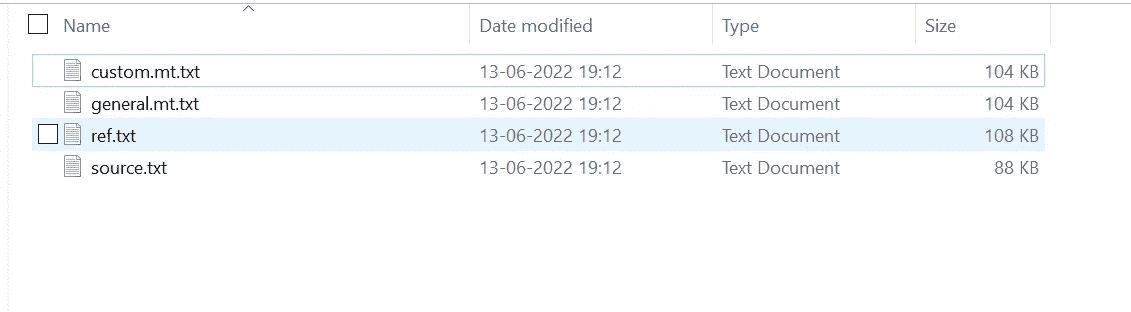 Name Date modified Type Size
custom.mt.txt 13-06-2022 19:12 Text Document 104 KB
general.mt.txt 13-06-2022 19:12 Text Document 104 KB
ref.txt 13-06-2022 19:12 Text Document 108 KB
source.txt 13-06-2022 19:12 Text Document 88 KB